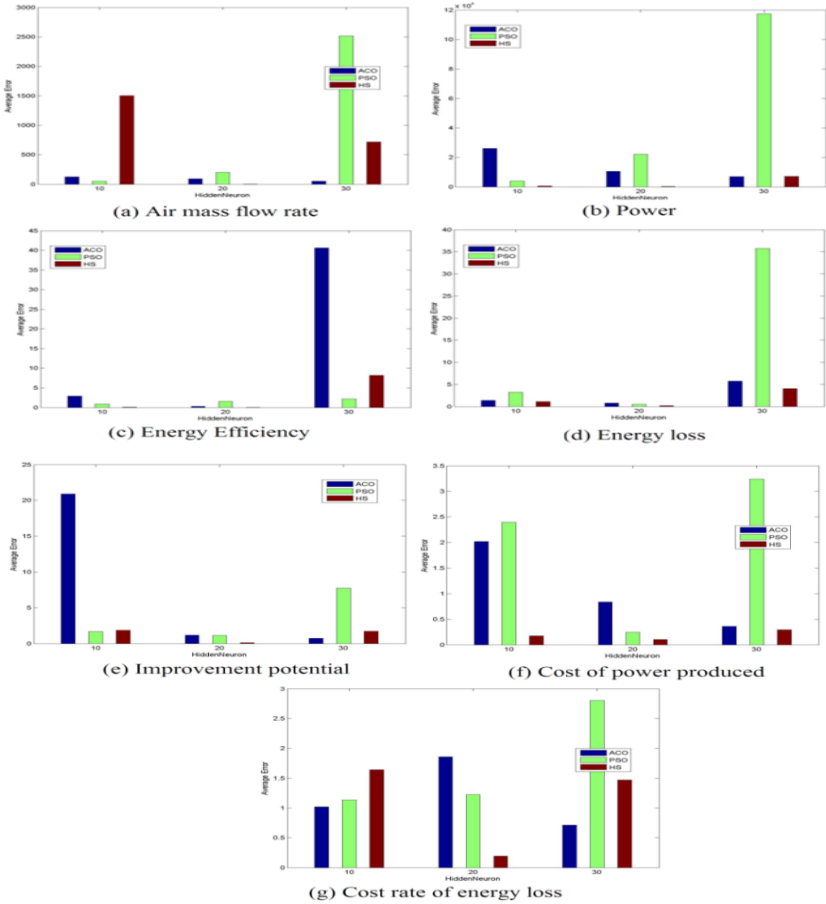 3000
2500
2000
1500
1000
500
0
Average Error
ACO
PSO
HS
10
20
30
HiddenNeuron
(a) Air mass flow rate
12
10
8
6
4
2
0
Average Error
ACO
PSO
HS
10
20
30
HiddenNeuron
(b) Power
45
40
35
30
25
20
15
10
5
0
Average Error
ACO
PSO
HS
10
20
30
HiddenNeuron
(c) Energy Efficiency
40
35
30
25
20
15
10
5
0
Average Error
ACO
PSO
HS
10
20
30
HiddenNeuron
(d) Energy loss
25
20
15
10
5
0
Average Error
ACO
PSO
HS
10
20
30
HiddenNeuron
(e) Improvement potential
3.5
3
2.5
2
1.5
1
0.5
0
Average Error
ACO
PSO
HS
10
20
30
HiddenNeuron
(f) Cost of power produced
3
2.5
2
1.5
1
0.5
0
Average Error
ACO
PSO
HS
10
20
30
HiddenNeuron
(g) Cost rate of energy loss